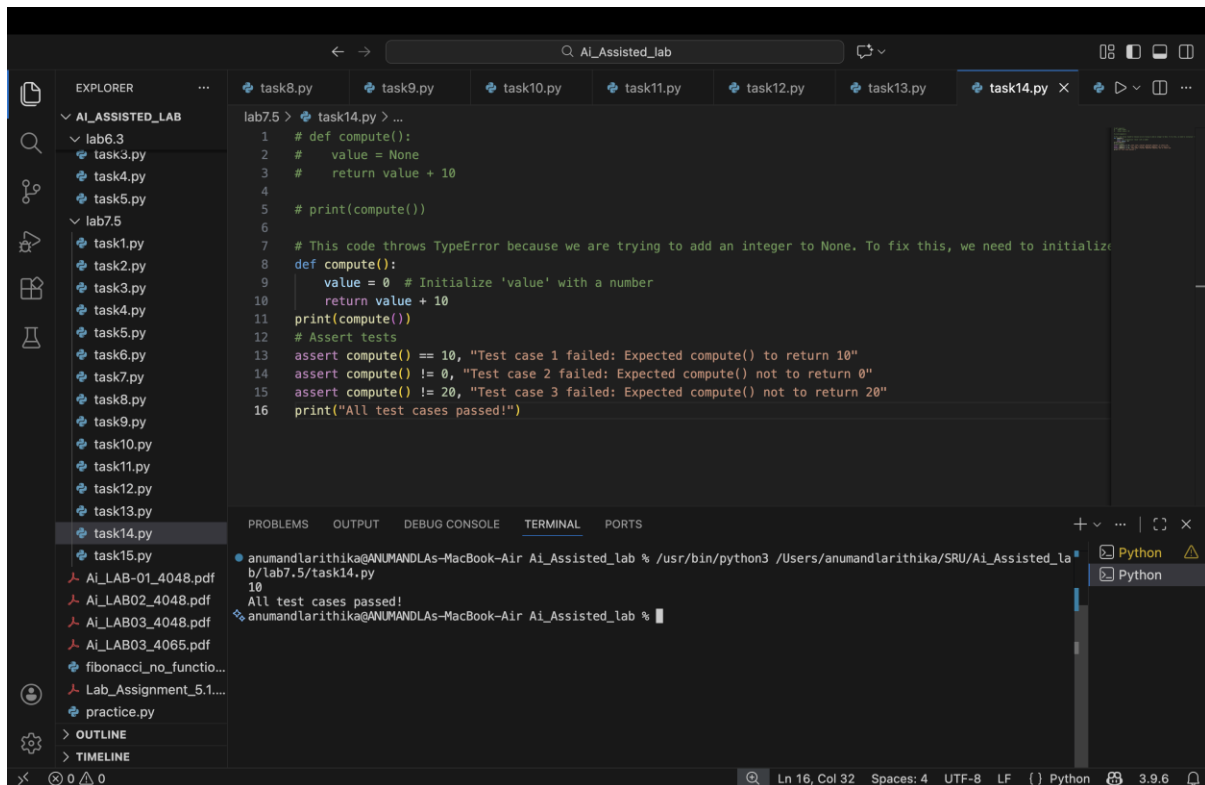 Ai_Assisted_lab
EXPLORER
AI_ASSISTED_LAB
lab6.3
task3.py
task4.py
task5.py
lab7.5
task1.py
task2.py
task3.py
task4.py
task5.py
task6.py
task7.py
task8.py
task9.py
task10.py
task11.py
task12.py
task13.py
task14.py
task15.py
Ai_LAB-01_4048.pdf
Ai_LAB02_4048.pdf
Ai_LAB03_4048.pdf
Ai_LAB03_4065.pdf
fibonacci_no_functio...
Lab_Assignment_5.1....
practice.py
OUTLINE
TIMELINE
task8.py task9.py task10.py task11.py task12.py task13.py task14.py
lab7.5 > task14.py > ...
1 # def compute():
2 #    value = None
3 #    return value + 10
4
5 # print(compute())
6
7 # This code throws TypeError because we are trying to add an integer to None. To fix this, we need to initialize
8 def compute():
9     value = 0  # Initialize 'value' with a number
10     return value + 10
11 print(compute())
12 # Assert tests
13 assert compute() == 10, "Test case 1 failed: Expected compute() to return 10"
14 assert compute() != 0, "Test case 2 failed: Expected compute() not to return 0"
15 assert compute() != 20, "Test case 3 failed: Expected compute() not to return 20"
16 print("All test cases passed!")
PROBLEMS OUTPUT DEBUG CONSOLE TERMINAL PORTS
anumandlarithika@ANUMANDLAs-MacBook-Air Ai_Assisted_lab % /usr/bin/python3 /Users/anumandlarithika/SRU/Ai_Assisted_la
b/lab7.5/task14.py
10
All test cases passed!
anumandlarithika@ANUMANDLAs-MacBook-Air Ai_Assisted_lab %
Python
Python
0 0
Ln 16, Col 32 Spaces: 4 UTF-8 LF { } Python 3.9.6